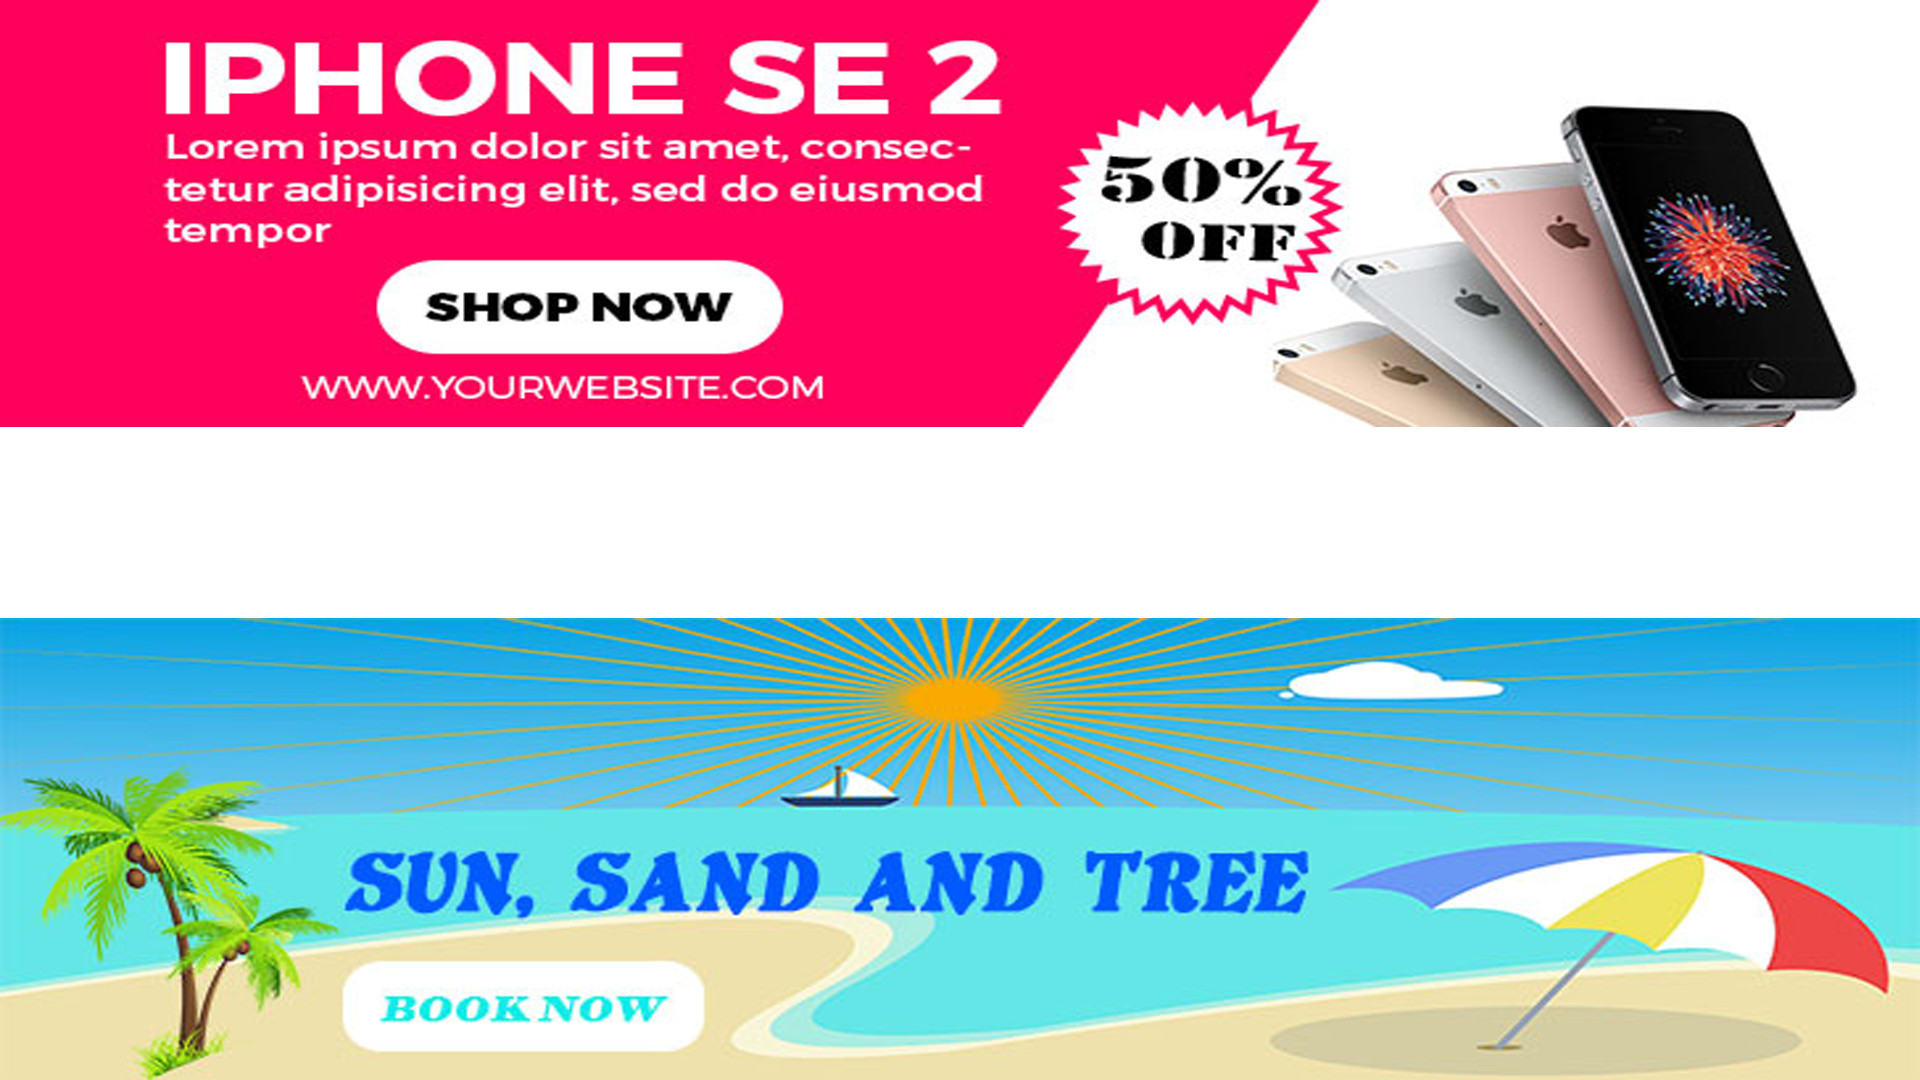 IPHONE SE 2
Lorem ipsum dolor sit amet, consec-
tetur adipisicing elit, sed do eiusmod
tempor
SHOP NOW
WWW.YOURWEBSITE.COM
50%
OFF
SUN, SAND AND TREE
BOOK NOW